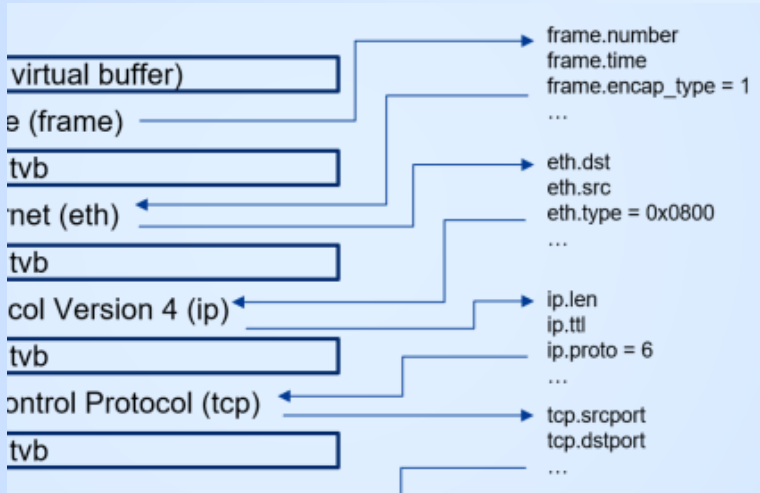 virtual buffer)
e (frame)
tvb
rnet (eth)
tvb
col Version 4 (ip)
tvb
ontrol Protocol (tcp)
tvb
frame.number
frame.time
frame.encap_type = 1
...
eth.dst
eth.src
eth.type = 0x0800
...
ip.len
ip.ttl
ip.proto = 6
...
tcp.srcport
tcp.dstport
...